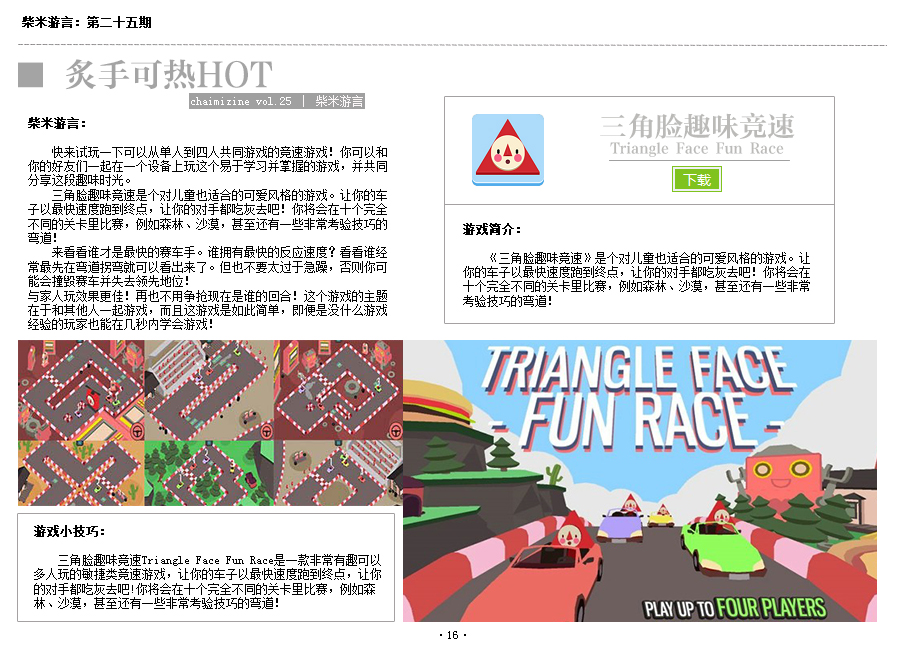 柴米游言：第二十五期
炙手可热HOT
chaimizine vol.25 | 柴米游言
柴米游言：
快来试玩一下可以从单人到四人共同游戏的竞速游戏！你可以和
你的好友们一起在一个设备上玩这个易于学习并掌握的游戏，并共同
分享这段趣味时光。
三角脸趣味竞速是个对儿童也适合的可爱风格的游戏。让你的车
子以最快速度跑到终点，让你的对手都吃灰去吧！你将会在十个完全
不同的关卡里比赛，例如森林、沙漠，甚至还有一些非常考验技巧的
弯道！
来看看谁才是最快的赛车手。谁拥有最快的反应速度？看看谁经
常最先在弯道拐弯就可以看出来了。但也不要太过于急躁，否则你可
能会撞毁赛车并失去领先地位！
与家人玩效果更佳！再也不用争抢现在是谁的回合！这个游戏的主题
在于和其他人一起游戏，而且这游戏是如此简单，即便是没什么游戏
经验的玩家也能在几秒内学会游戏！
三角脸趣味竞速
Triangle Face Fun Race
下载
游戏简介：
《三角脸趣味竞速》是个对儿童也适合的可爱风格的游戏。让
你的车子以最快速度跑到终点，让你的对手都吃灰去吧！你将会在
十个完全不同的关卡里比赛，例如森林、沙漠，甚至还有一些非常
考验技巧的弯道！
TRIANGLE FACE
-FUN RACE-
PLAY UP TO FOUR PLAYERS
游戏小技巧：
三角脸趣味竞速Triangle Face Fun Race是一款非常有趣可以
多人玩的敏捷类竞速游戏，让你的车子以最快速度跑到终点，让你
的对手都吃灰去吧!你将会在十个完全不同的关卡里比赛，例如森
林、沙漠，甚至还有一些非常考验技巧的弯道！
·16·